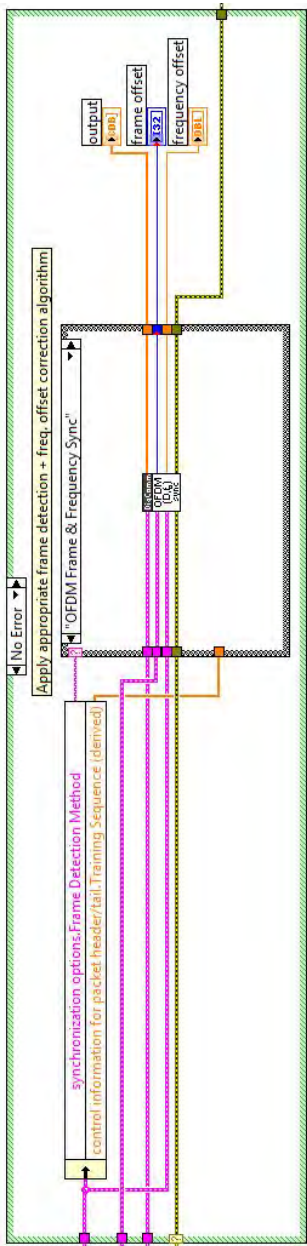 No Error
Apply appropriate frame detection + freq. offset correction algorithm
synchronization options.Frame Detection Method
control information for packet header/tail.Training Sequence (derived)
"OFDM Frame & Frequency Sync"
OFDM
sync
output
frame offset
I32
frequency offset
DBL